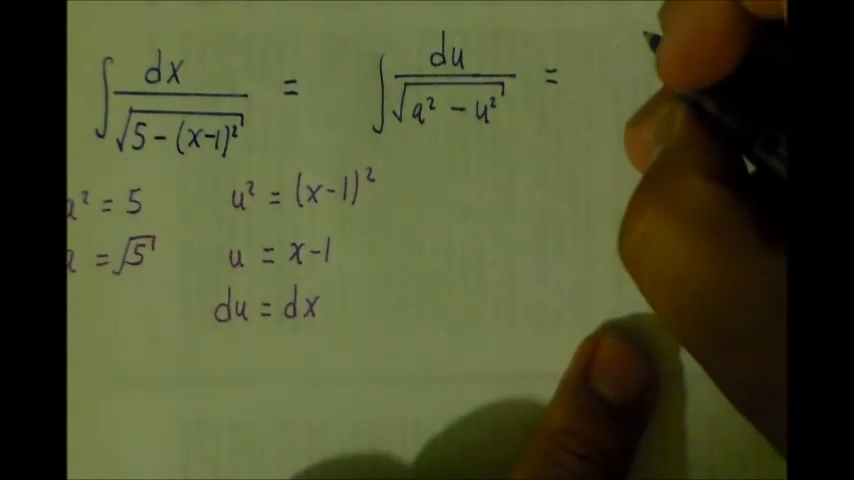 ∫ dx / √(5 - (x-1)²) = ∫ du / √(a² - u²) =
a² = 5 u² = (x-1)²
a = √5 u = x-1
du = dx